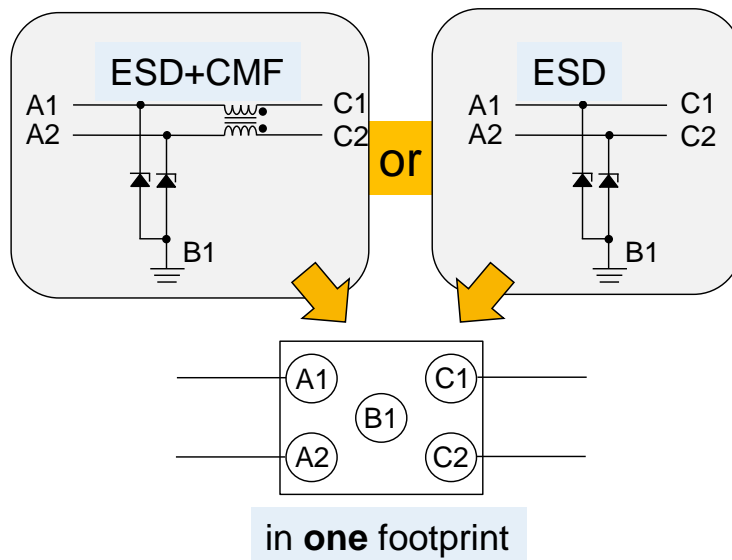 ESD+CMF
A1
C1
A2
C2
B1
or
ESD
A1
C1
A2
C2
B1
A1
C1
B1
A2
C2
in one footprint